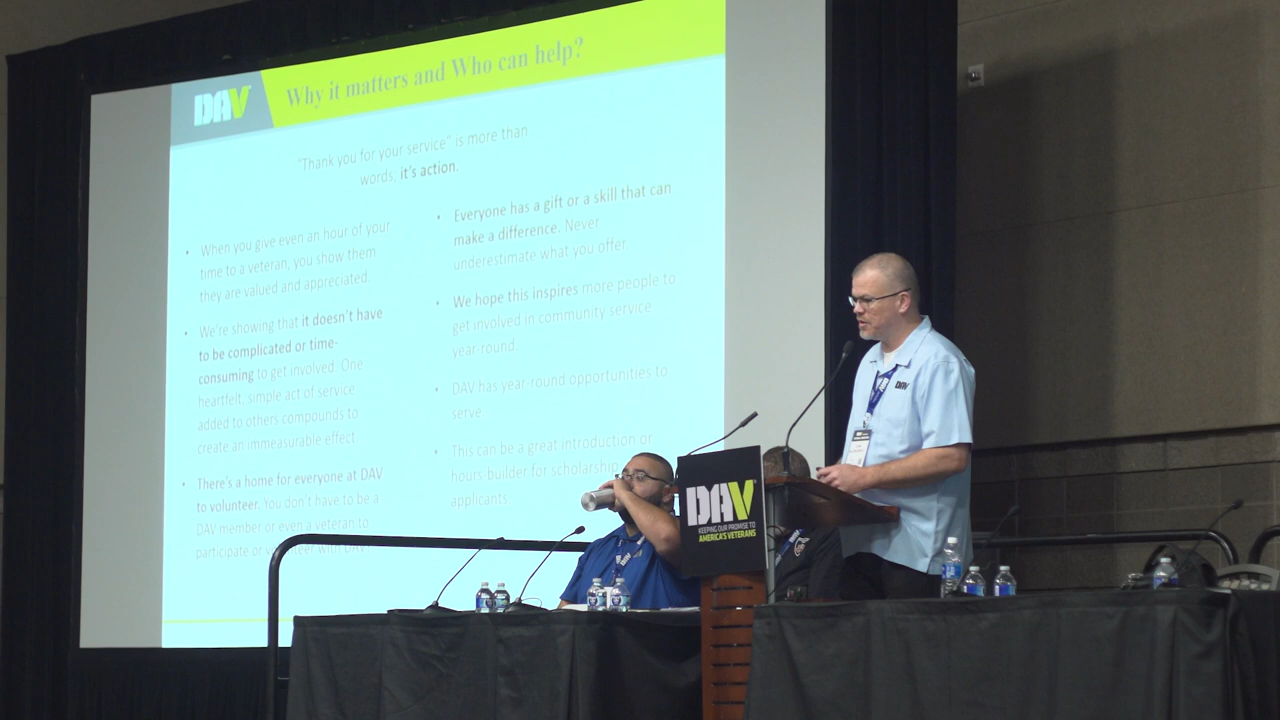 DAV
Why it matters and Who can help?
"Thank you for your service" is more than
words, it's action.
• When you give even an hour of your
time to a veteran, you show them
they are valued and appreciated.
• We're showing that it doesn't have
to be complicated or time-
consuming to get involved. One
heartfelt, simple act of service
added to others compounds to
create an immeasurable effect.
• There's a home for everyone at DAV
to volunteer. You don't have to be a
DAV member or even a veteran to
participate or volunteer with DAV!
• Everyone has a gift or a skill that can
make a difference. Never
underestimate what you offer.
• We hope this inspires more people to
get involved in community service
year-round.
• DAV has year-round opportunities to
serve.
• This can be a great introduction or
hours-builder for scholarship
applicants.
DAV
KEEPING OUR PROMISE TO
AMERICA'S VETERANS
DAV